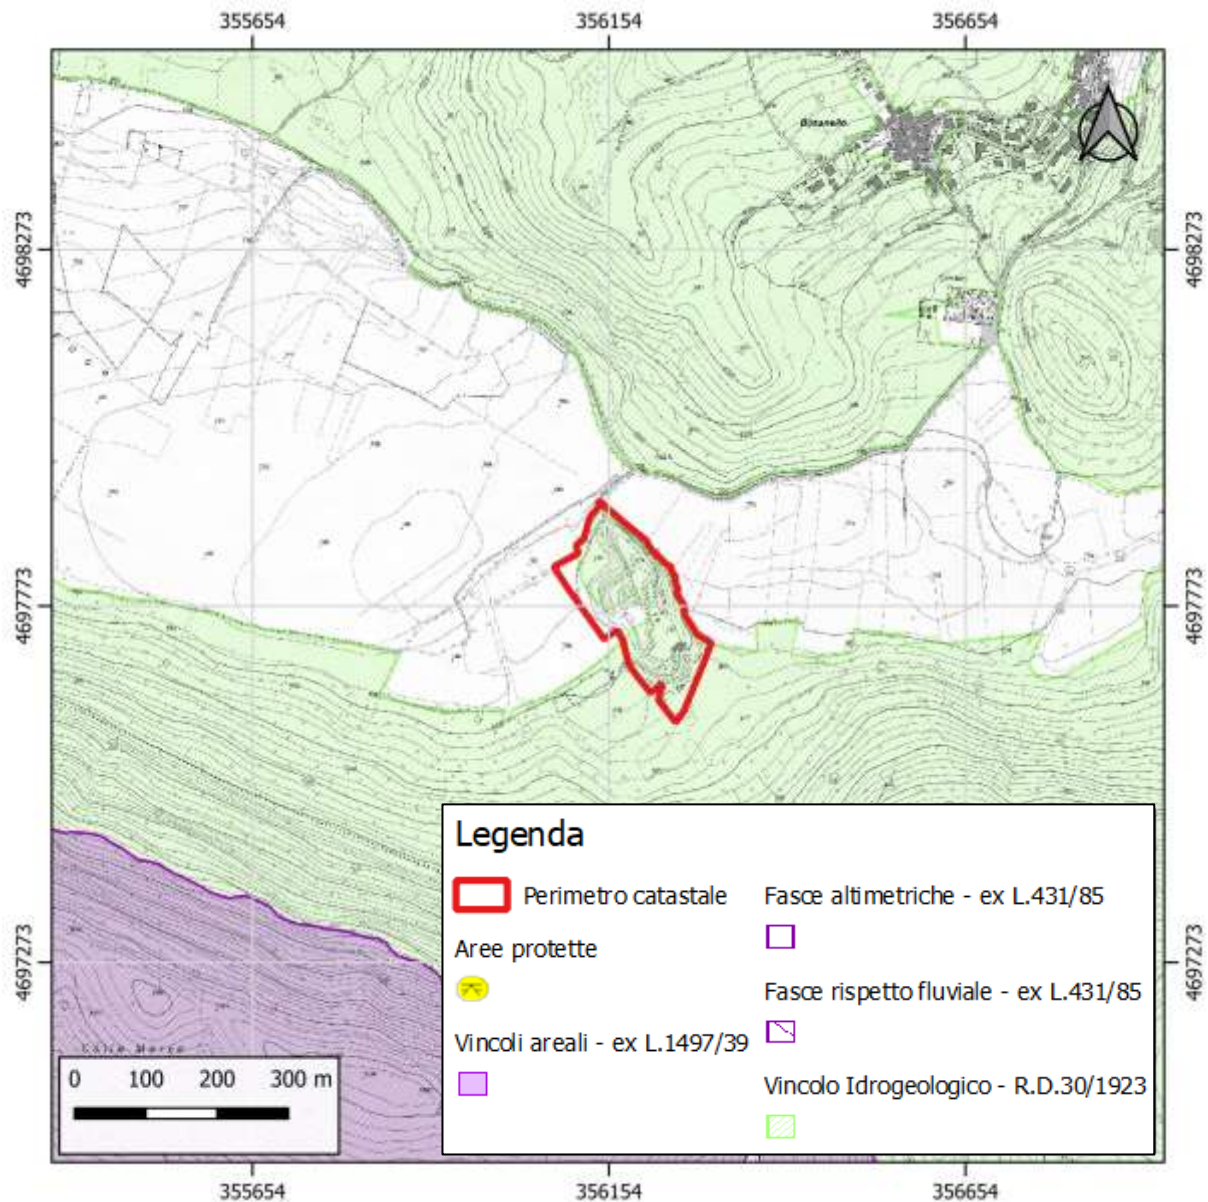 355654
356154
356654
4698273
4698273
4697773
4697773
4697273
4697273
Legenda
Perimetro catastale
Aree protette
Vincoli areali - ex L.1497/39
Fasce altimetriche - ex L.431/85
Fasce rispetto fluviale - ex L.431/85
Vincolo Idrogeologico - R.D.30/1923
0 100 200 300 m
355654
356154
356654